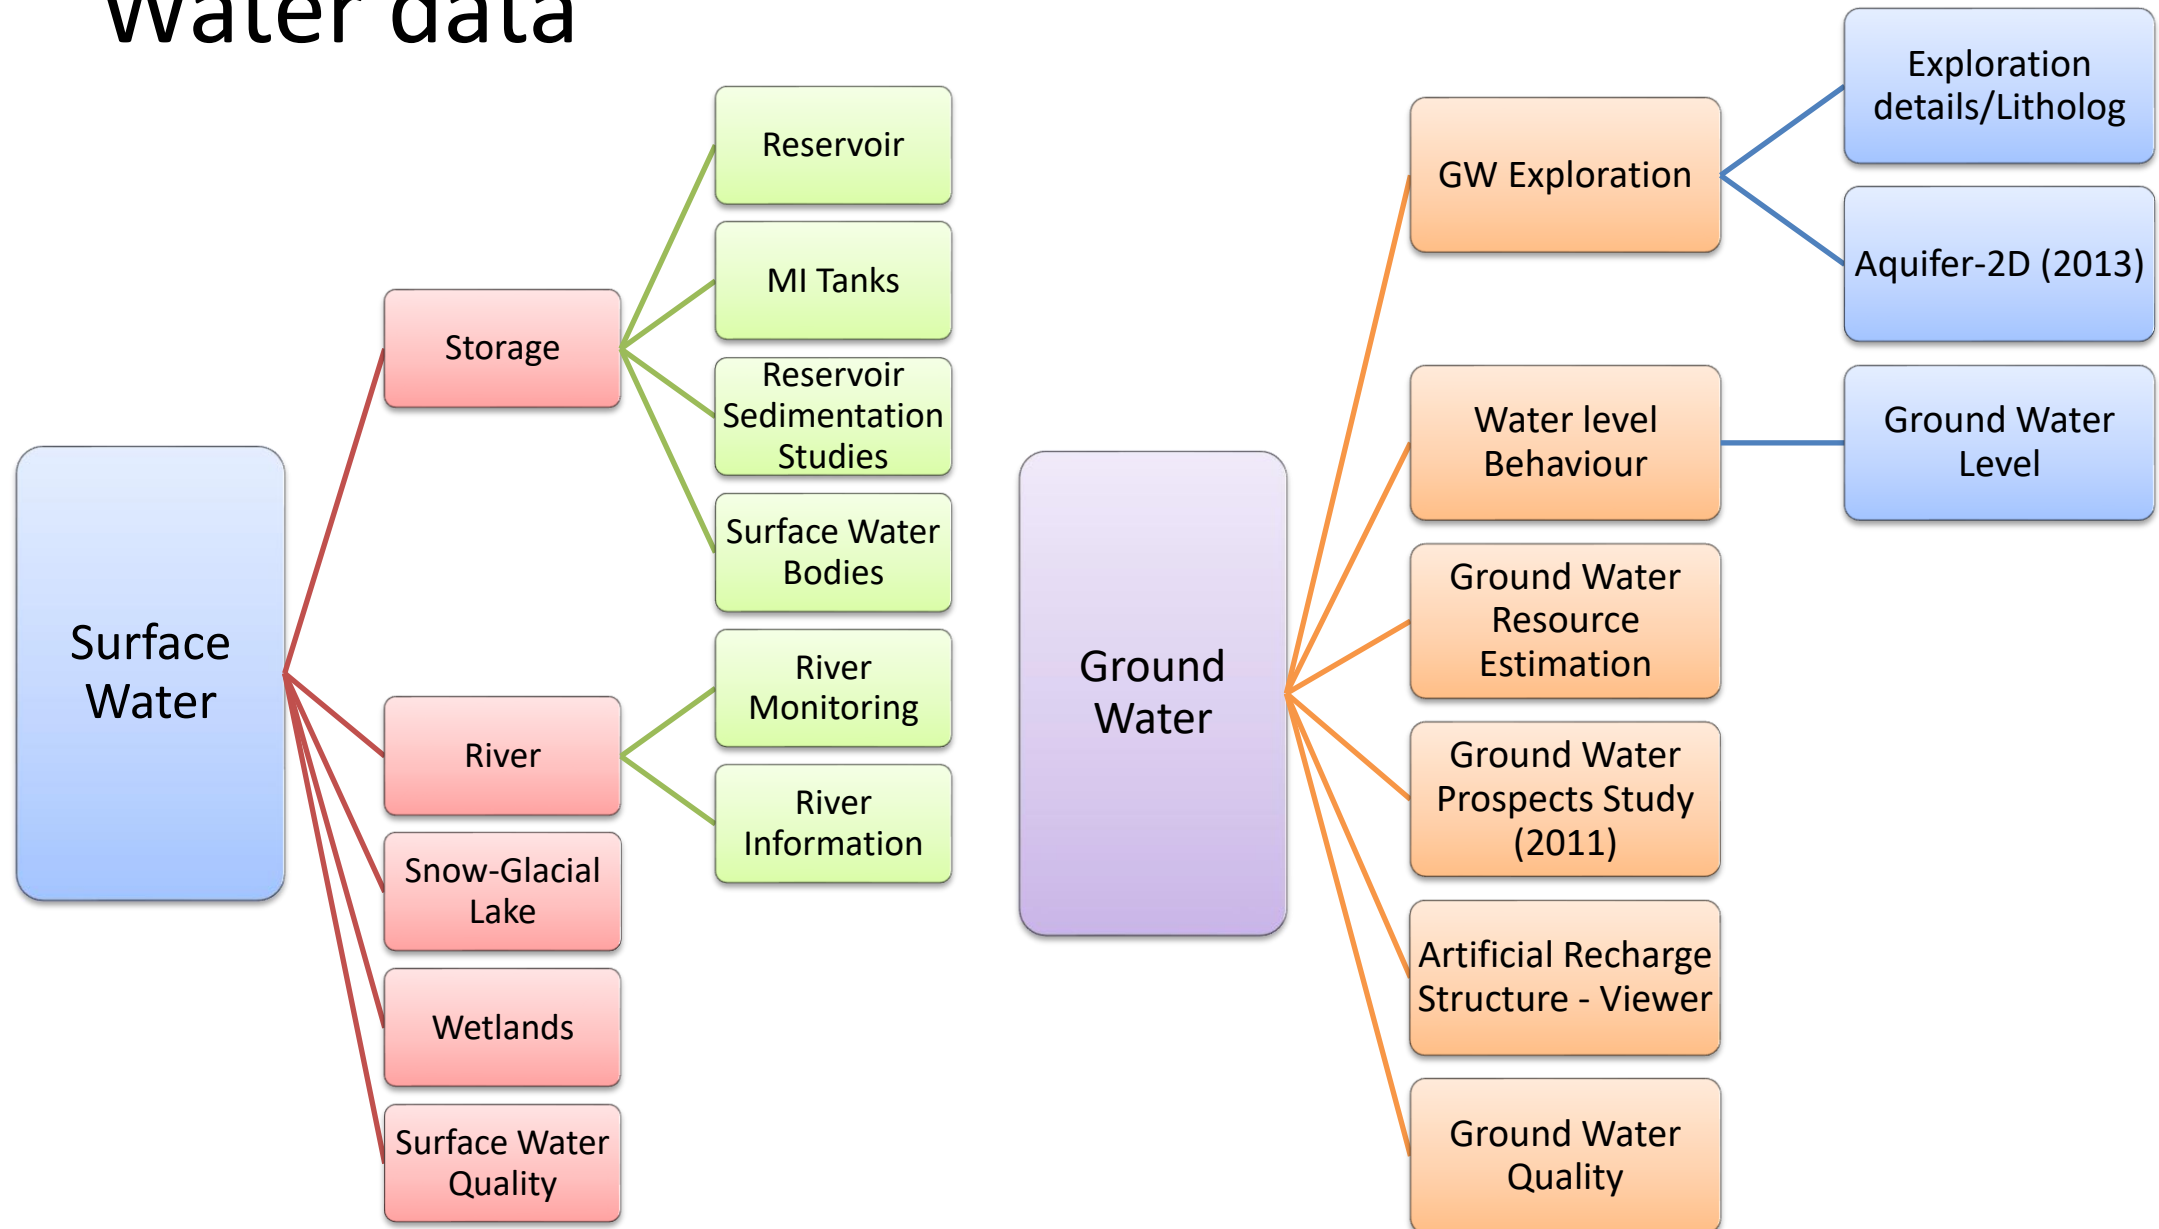 Water data
Surface
Water
Storage
River
Snow-Glacial
Lake
Wetlands
Surface Water
Quality
Reservoir
MI Tanks
Reservoir
Sedimentation
Studies
Surface Water
Bodies
River
Monitoring
River
Information
Ground
Water
GW Exploration
Water level
Behaviour
Ground Water
Resource
Estimation
Ground Water
Prospects Study
(2011)
Artificial Recharge
Structure - Viewer
Ground Water
Quality
Exploration
details/Litholog
Aquifer-2D (2013)
Ground Water
Level